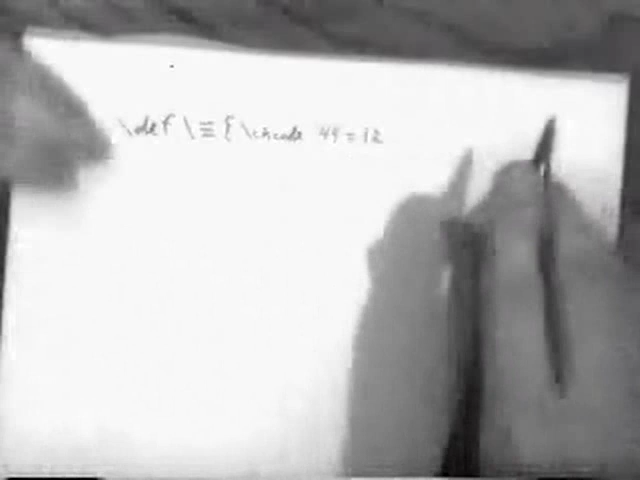 \def \≡ {\catcode 44=12